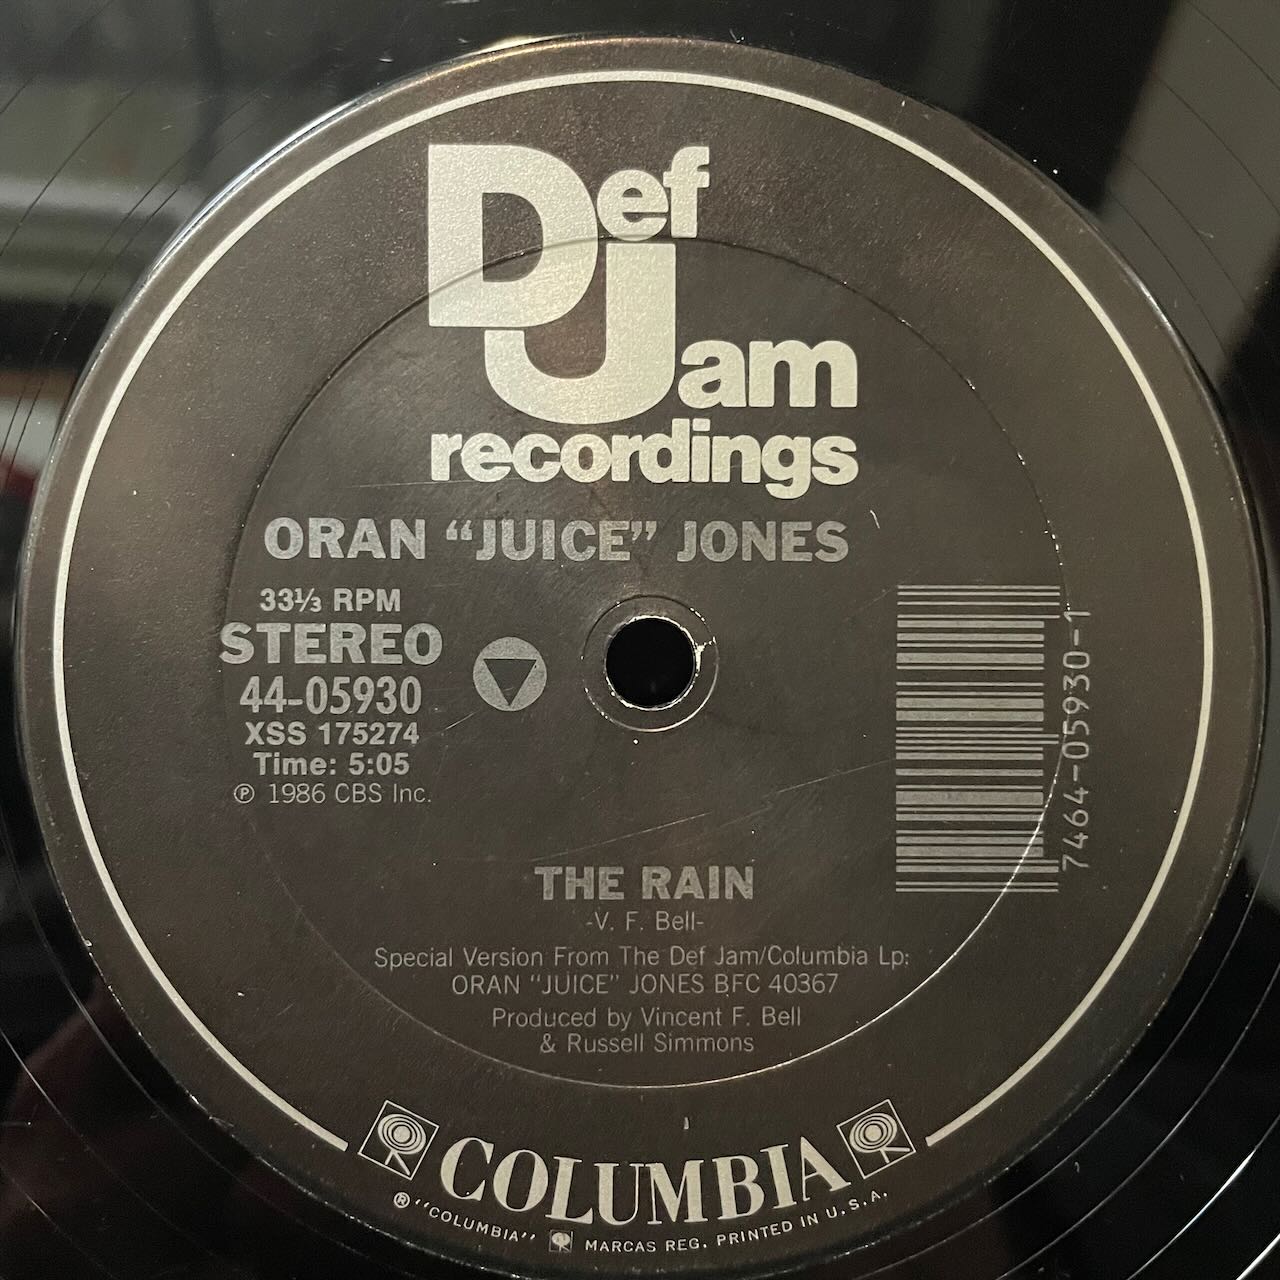 Def
Jam
recordings
ORAN “JUICE” JONES
33⅓ RPM
STEREO
44-05930
XSS 175274
Time: 5:05
℗ 1986 CBS Inc.
7464-05930-1
THE RAIN
-V. F. Bell-
Special Version From The Def Jam/Columbia Lp:
ORAN “JUICE” JONES BFC 40367
Produced by Vincent F. Bell
& Russell Simmons
COLUMBIA
® “COLUMBIA” MARCAS REG. PRINTED IN U.S.A.